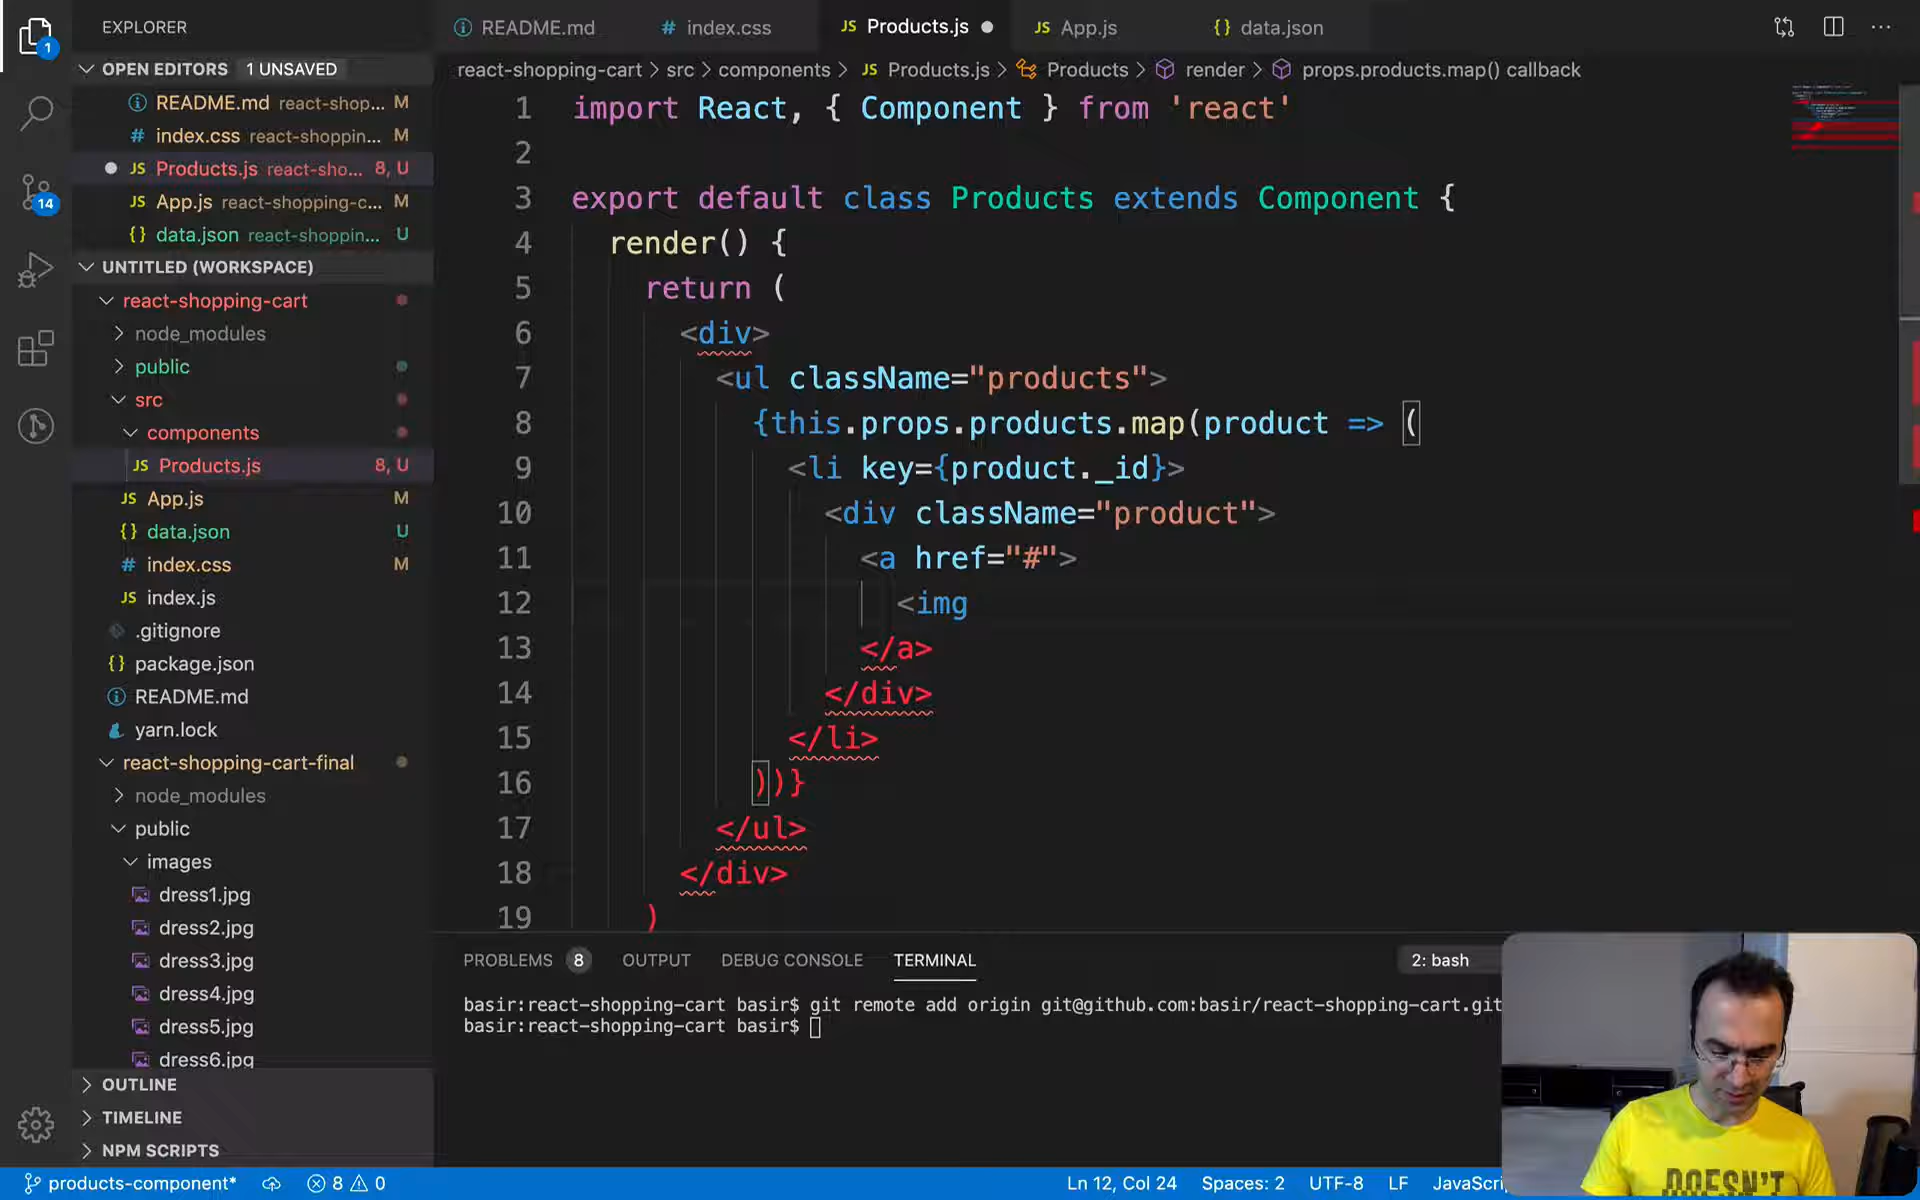 EXPLORER
README.md
index.css
Products.js
App.js
data.json
OPEN EDITORS 1 UNSAVED
react-shopping-cart > src > components > Products.js > Products > render > props.products.map() callback
README.md react-shop... M
index.css react-shoppin... M
Products.js react-sho... 8, U
App.js react-shopping-c... M
data.json react-shoppin... U
UNTITLED (WORKSPACE)
react-shopping-cart
node_modules
public
src
components
Products.js 8, U
App.js M
data.json U
index.css M
index.js
.gitignore
package.json
README.md
yarn.lock
react-shopping-cart-final
node_modules
public
images
dress1.jpg
dress2.jpg
dress3.jpg
dress4.jpg
dress5.jpg
dress6.jpg
OUTLINE
TIMELINE
NPM SCRIPTS
1
14
1 import React, { Component } from 'react'
2
3 export default class Products extends Component {
4 render() {
5 return (
6 <div>
7 <ul className="products">
8 {this.props.products.map(product => (
9 <li key={product._id}>
10 <div className="product">
11 <a href="#">
12 <img
13 </a>
14 </div>
15 </li>
16 ))}
17 </ul>
18 </div>
19 )
PROBLEMS 8 OUTPUT DEBUG CONSOLE TERMINAL 2: bash
basir:react-shopping-cart basir$ git remote add origin git@github.com:basir/react-shopping-cart.git
basir:react-shopping-cart basir$
DOESN'T
products-component* 8 0 Ln 12, Col 24 Spaces: 2 UTF-8 LF